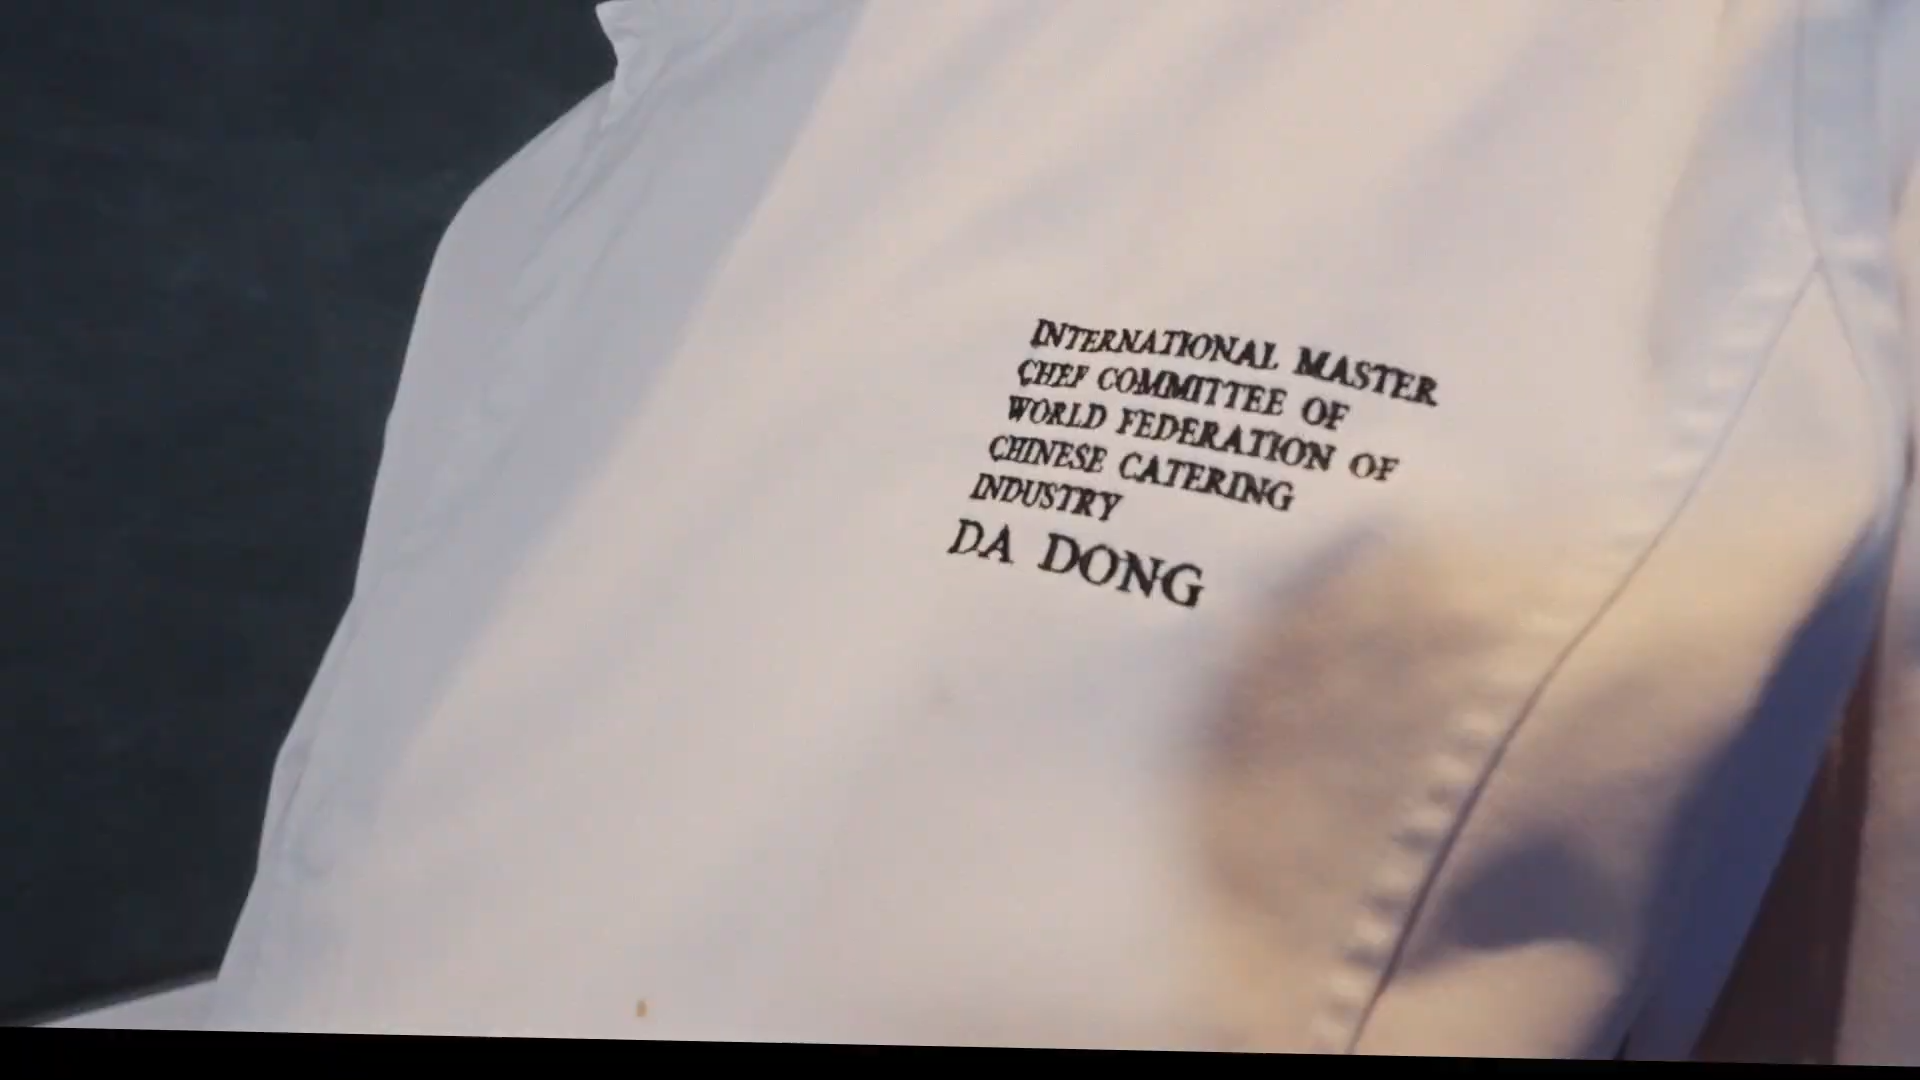 INTERNATIONAL MASTER
CHEF COMMITTEE OF
WORLD FEDERATION OF
CHINESE CATERING
INDUSTRY
DA DONG